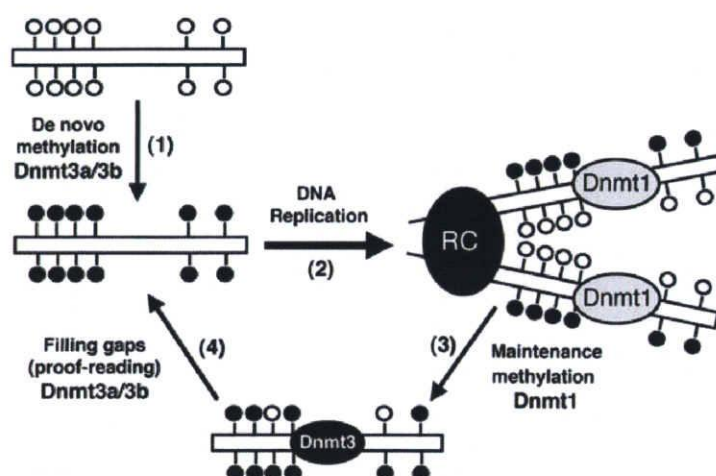 De novo
methylation
Dnmt3a/3b
(1)
DNA
Replication
(2)
RC
Dnmt1
Dnmt1
(3)
Maintenance
methylation
Dnmt1
Filling gaps
(proof-reading)
Dnmt3a/3b
(4)
Dnmt3